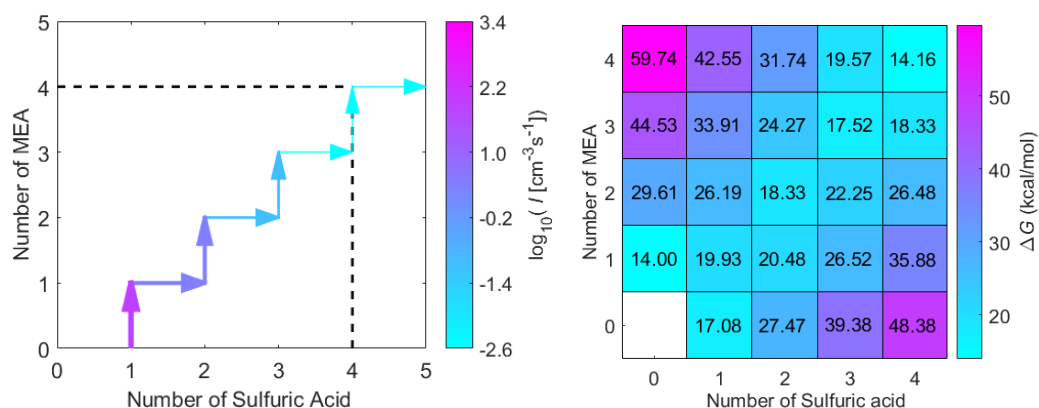 5
4
3
2
1
0
Number of MEA
0 1 2 3 4 5
Number of Sulfuric Acid
3.4
2.2
1.0
-0.2
-1.4
-2.6
log10( I [cm-3s-1])
4 59.74 42.55 31.74 19.57 14.16
3 44.53 33.91 24.27 17.52 18.33
2 29.61 26.19 18.33 22.25 26.48
1 14.00 19.93 20.48 26.52 35.88
0 17.08 27.47 39.38 48.38
Number of MEA
0 1 2 3 4
Number of Sulfuric acid
50
40
30
20
ΔG (kcal/mol)